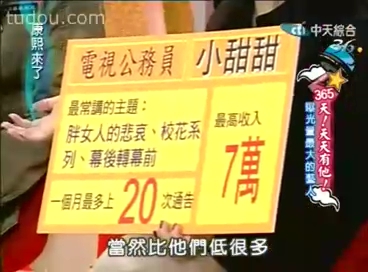 tudou.com
康熙來了
中天綜合
36
365
天!天天有他!
曝光量最大的藝人
電視公務員
小甜甜
最常講的主題:
胖女人的悲哀、校花系
列、幕後轉幕前
一個月最多上20次通告
最高收入
7萬
當然比他們低很多